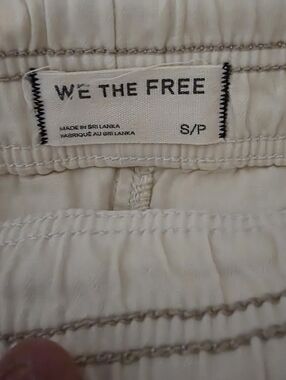 WE THE FREE
MADE IN SRI LANKA
FABRIQUÉ AU SRI LANKA
S/P